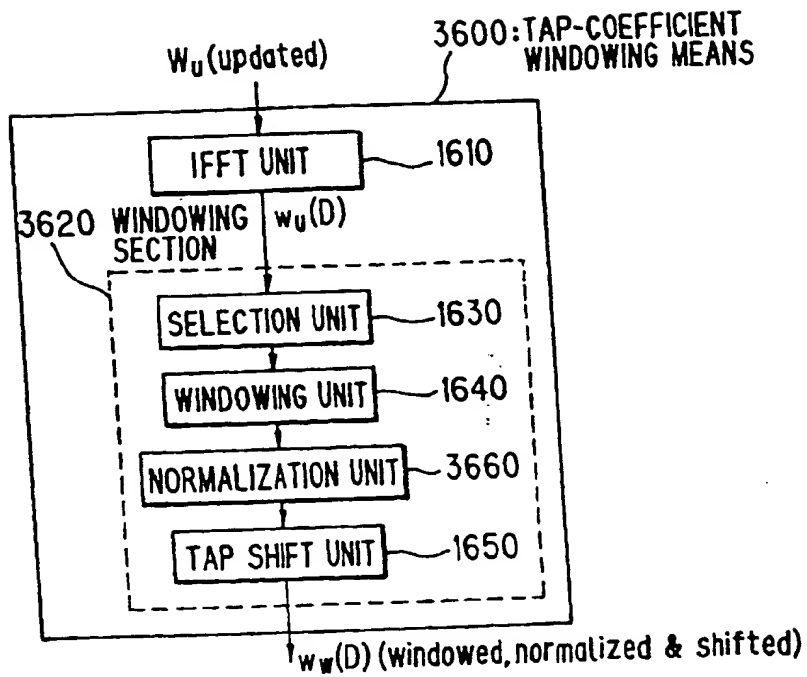 3600:TAP-COEFFICIENT
WINDOWING MEANS
Wu(updated)
IFFT UNIT
1610
3620 WINDOWING
SECTION
wu(D)
SELECTION UNIT
1630
WINDOWING UNIT
1640
NORMALIZATION UNIT
3660
TAP SHIFT UNIT
1650
ww(D) (windowed, normalized & shifted)